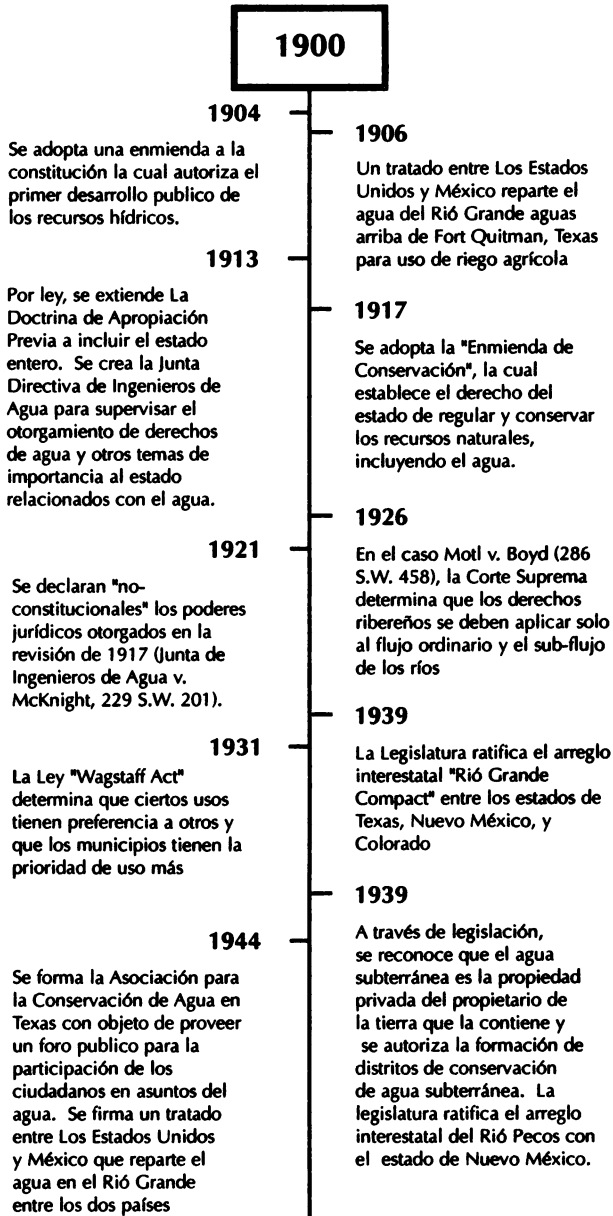 1900
1904
Se adopta una enmienda a la
constitución la cual autoriza el
primer desarrollo publico de
los recursos hídricos.
1906
Un tratado entre Los Estados
Unidos y México reparte el
agua del Rió Grande aguas
arriba de Fort Quitman, Texas
para uso de riego agrícola
1913
Por ley, se extiende La
Doctrina de Apropiación
Previa a incluir el estado
entero. Se crea la Junta
Directiva de Ingenieros de
Agua para supervisar el
otorgamiento de derechos
de agua y otros temas de
importancia al estado
relacionados con el agua.
1917
Se adopta la "Enmienda de
Conservación", la cual
establece el derecho del
estado de regular y conservar
los recursos naturales,
incluyendo el agua.
1921
Se declaran "no-
constitucionales" los poderes
jurídicos otorgados en la
revisión de 1917 (Junta de
Ingenieros de Agua v.
McKnight, 229 S.W. 201).
1926
En el caso Motl v. Boyd (286
S.W. 458), la Corte Suprema
determina que los derechos
ribereños se deben aplicar solo
al flujo ordinario y el sub-flujo
de los ríos
1931
La Ley "Wagstaff Act"
determina que ciertos usos
tienen preferencia a otros y
que los municipios tienen la
prioridad de uso más
1939
La Legislatura ratifica el arreglo
interestatal "Rió Grande
Compact" entre los estados de
Texas, Nuevo México, y
Colorado
1939
A través de legislación,
se reconoce que el agua
subterránea es la propiedad
privada del propietario de
la tierra que la contiene y
se autoriza la formación de
distritos de conservación
de agua subterránea. La
legislatura ratifica el arreglo
interestatal del Rió Pecos con
el estado de Nuevo México.
1944
Se forma la Asociación para
la Conservación de Agua en
Texas con objeto de proveer
un foro publico para la
participación de los
ciudadanos en asuntos del
agua. Se firma un tratado
entre Los Estados Unidos
y México que reparte el
agua en el Rió Grande
entre los dos países